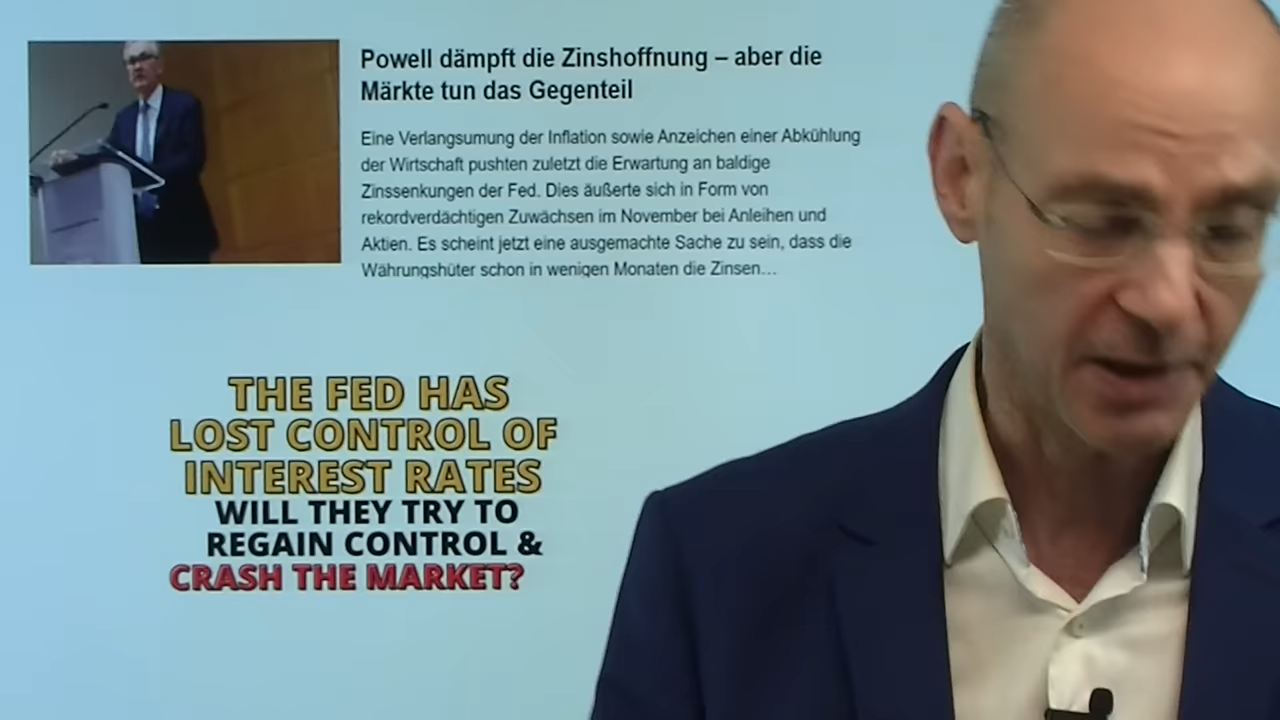 Powell dämpft die Zinshoffnung – aber die
Märkte tun das Gegenteil
Eine Verlangsumung der Inflation sowie Anzeichen einer Abkühlung
der Wirtschaft pushten zuletzt die Erwartung an baldige
Zinssenkungen der Fed. Dies äußerte sich in Form von
rekordverdächtigen Zuwächsen im November bei Anleihen und
Aktien. Es scheint jetzt eine ausgemachte Sache zu sein, dass die
Währungshüter schon in wenigen Monaten die Zinsen...
THE FED HAS
LOST CONTROL OF
INTEREST RATES
WILL THEY TRY TO
REGAIN CONTROL &
CRASH THE MARKET?